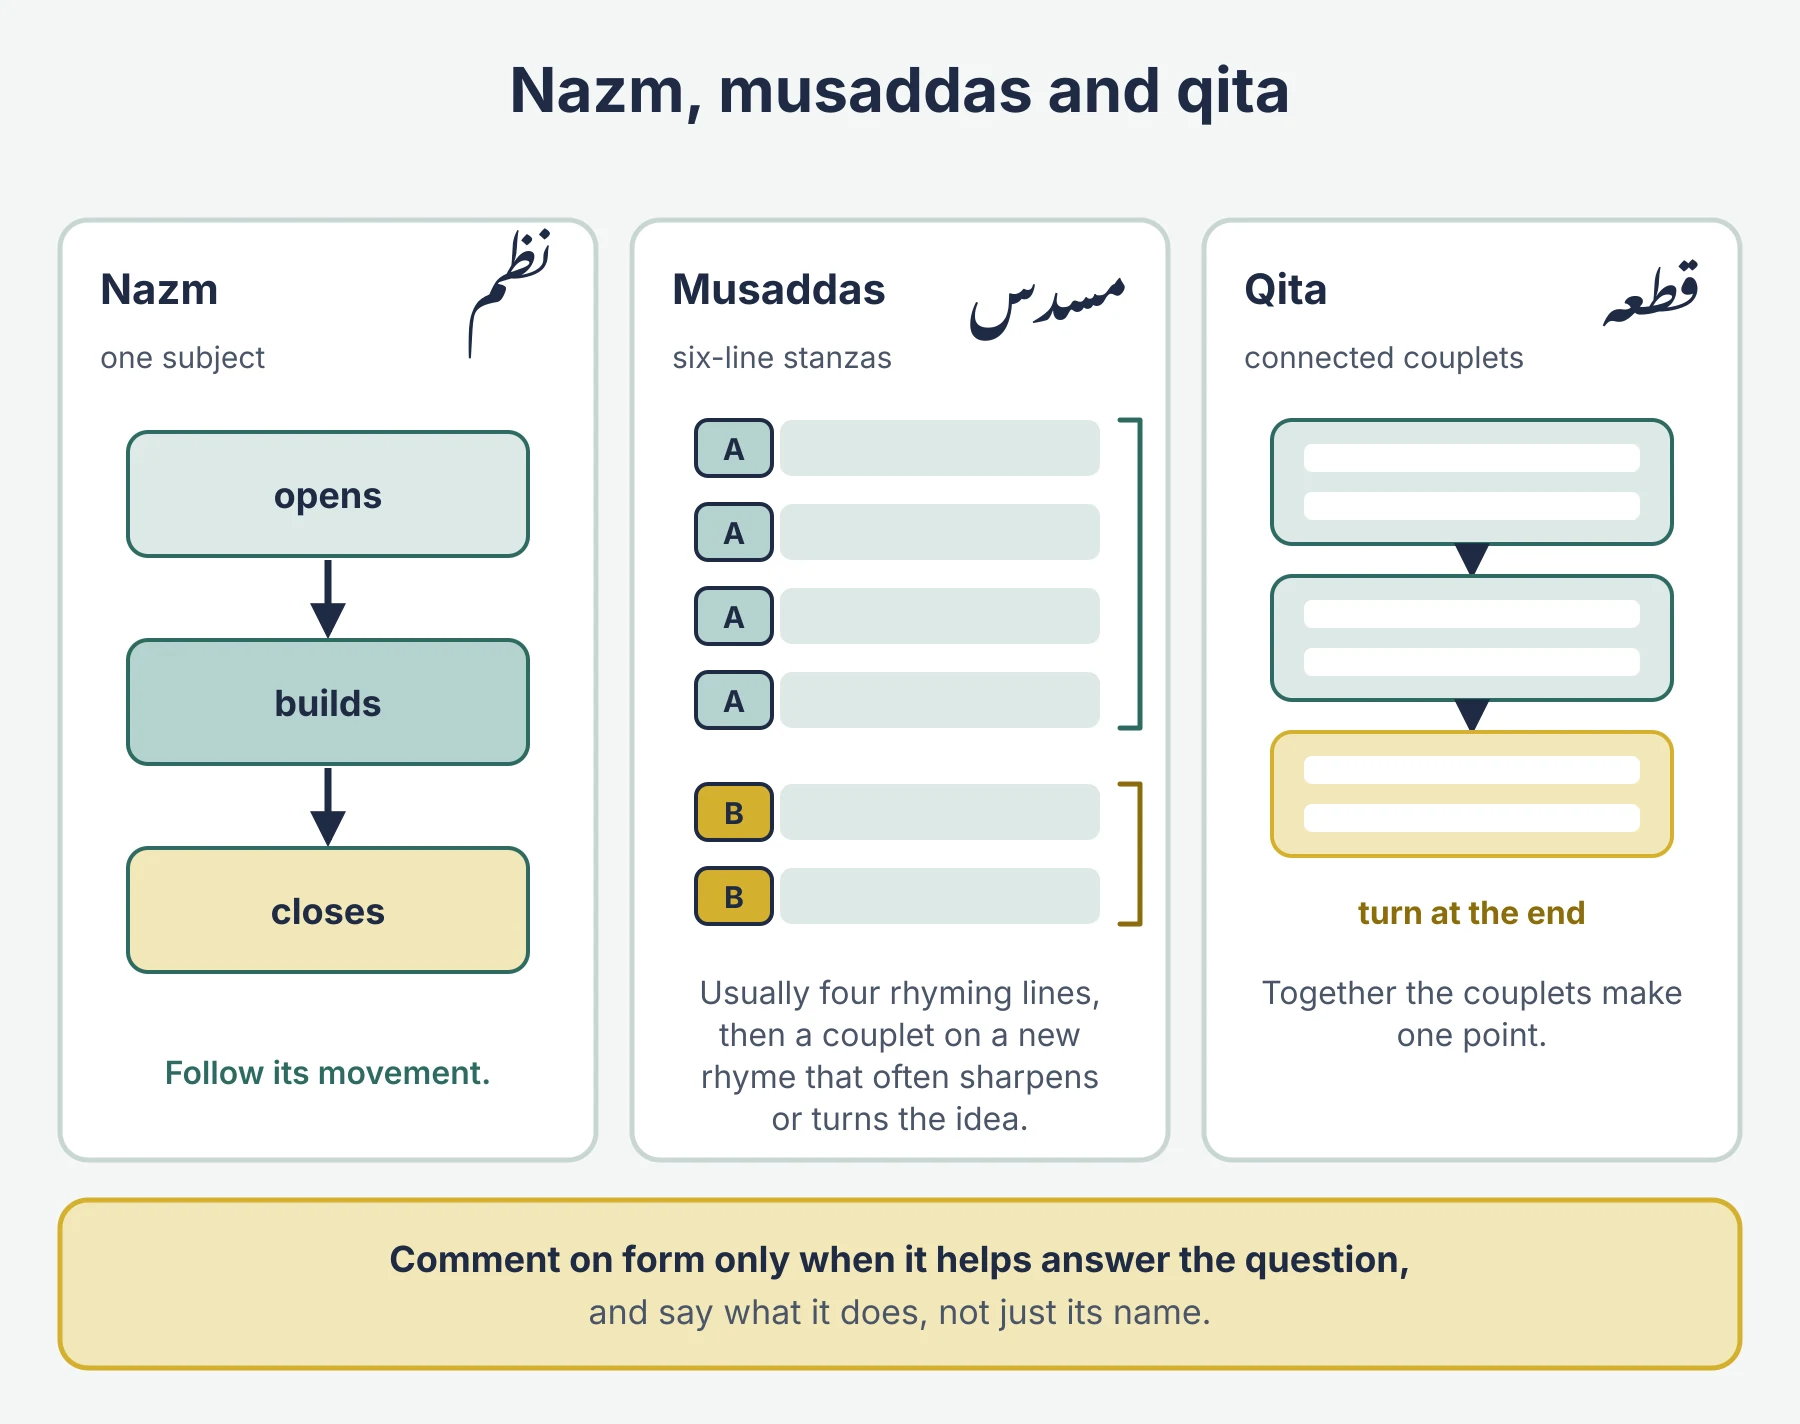 Nazm, musaddas and qita
Nazm
نظم
one subject
opens
builds
closes
Follow its movement.
Musaddas
مسدس
six-line stanzas
A
A
A
A
B
B
Usually four rhyming lines,
then a couplet on a new
rhyme that often sharpens
or turns the idea.
Qita
قطعہ
connected couplets
turn at the end
Together the couplets make
one point.
Comment on form only when it helps answer the question,
and say what it does, not just its name.